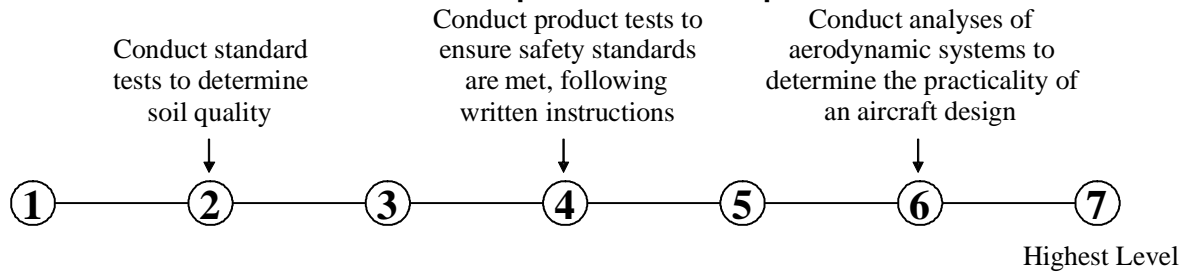 Conduct standard
tests to determine
soil quality
Conduct product tests to
ensure safety standards
are met, following
written instructions
Conduct analyses of
aerodynamic systems to
determine the practicality of
an aircraft design
1 2 3 4 5 6 7
Highest Level